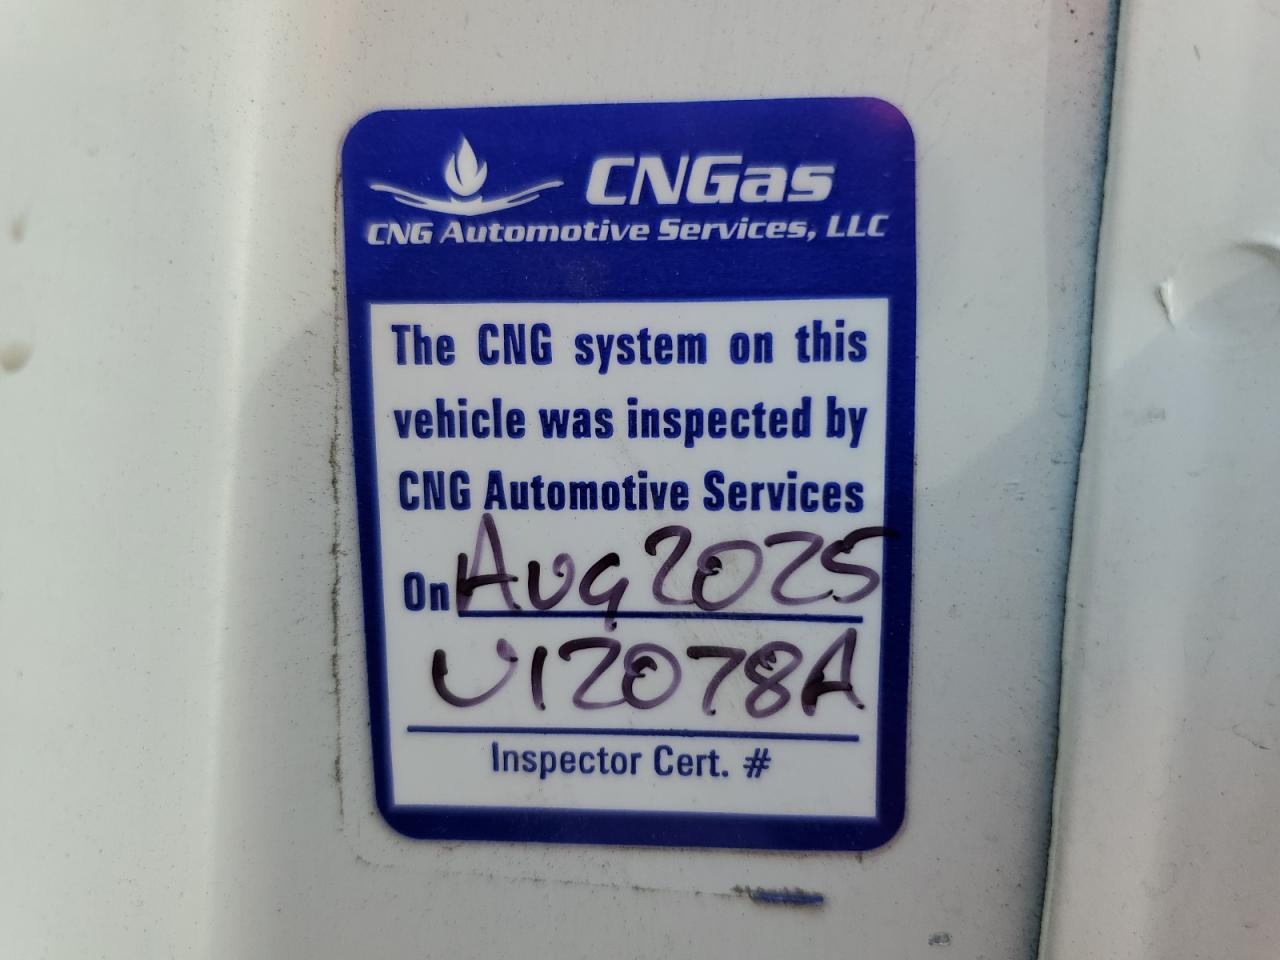 CNGas
CNG Automotive Services, LLC
The CNG system on this
vehicle was inspected by
CNG Automotive Services
On Aug 2025
U12078A
Inspector Cert. #